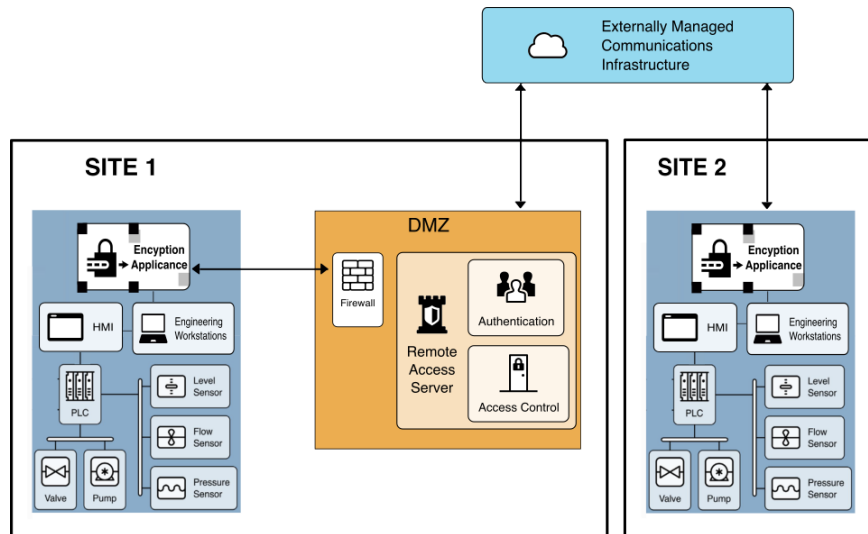 Externally Managed
Communications
Infrastructure
SITE 1
SITE 2
Encyption
Applicance
HMI
Engineering
Workstations
PLC
Level
Sensor
Flow
Sensor
Valve
Pump
Pressure
Sensor
DMZ
Firewall
Remote
Access
Server
Authentication
Access Control
Encyption
Applicance
HMI
Engineering
Workstations
PLC
Level
Sensor
Flow
Sensor
Valve
Pump
Pressure
Sensor